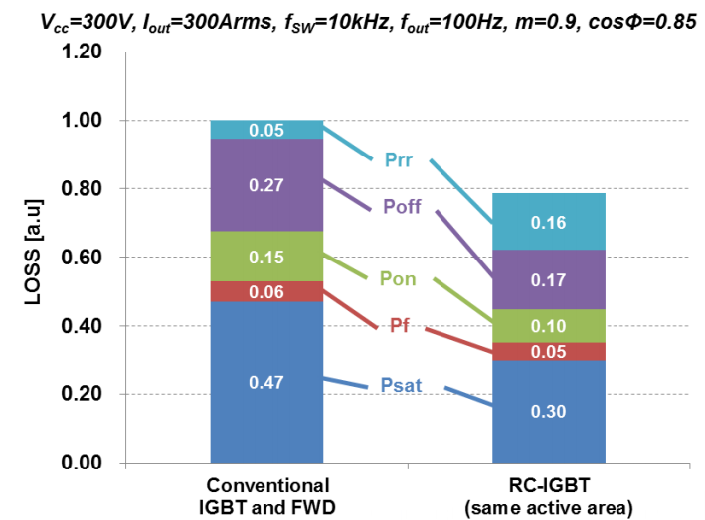 Vcc=300V, Iout=300Arms, fSW=10kHz, fout=100Hz, m=0.9, cosΦ=0.85
1.20
1.00
0.80
0.60
0.40
0.20
0.00
LOSS [a.u]
0.05
0.27
0.15
0.06
0.47
Prr
Poff
Pon
Pf
Psat
0.16
0.17
0.10
0.05
0.30
Conventional
IGBT and FWD
RC-IGBT
(same active area)